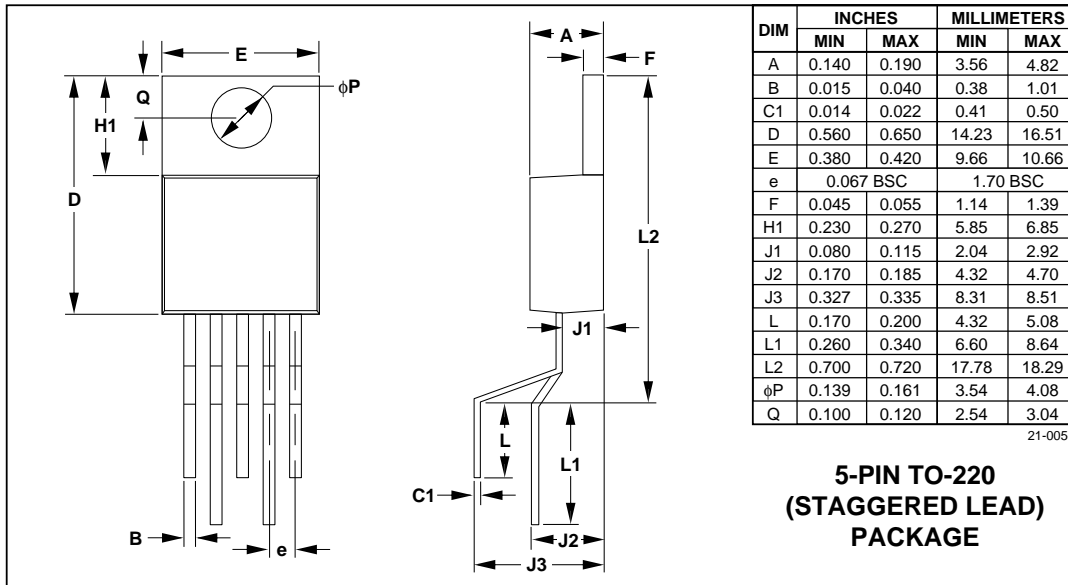 E
Q
ϕP
H1
D
B
e
A
F
L2
J1
L
L1
C1
J2
J3
DIM INCHES MILLIMETERS
MIN MAX MIN MAX
A 0.140 0.190 3.56 4.82
B 0.015 0.040 0.38 1.01
C1 0.014 0.022 0.41 0.50
D 0.560 0.650 14.23 16.51
E 0.380 0.420 9.66 10.66
e 0.067 BSC 1.70 BSC
F 0.045 0.055 1.14 1.39
H1 0.230 0.270 5.85 6.85
J1 0.080 0.115 2.04 2.92
J2 0.170 0.185 4.32 4.70
J3 0.327 0.335 8.31 8.51
L 0.170 0.200 4.32 5.08
L1 0.260 0.340 6.60 8.64
L2 0.700 0.720 17.78 18.29
ϕP 0.139 0.161 3.54 4.08
Q 0.100 0.120 2.54 3.04
21-005
5-PIN TO-220
(STAGGERED LEAD)
PACKAGE